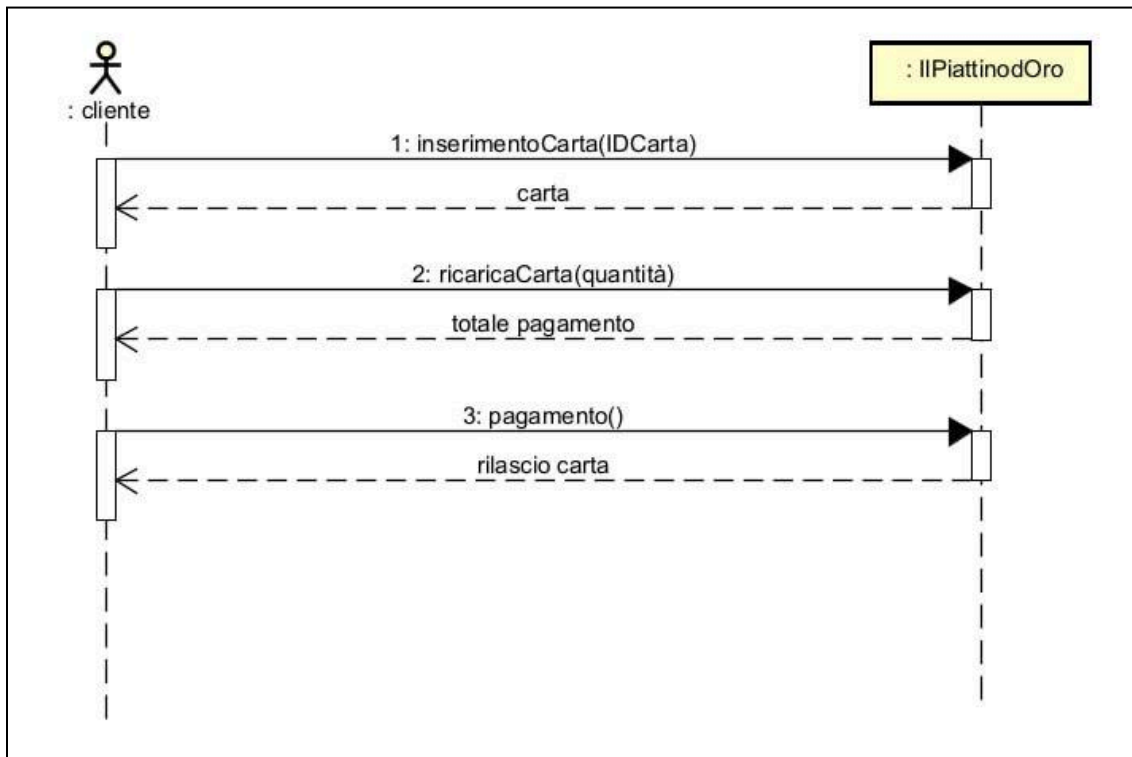 : cliente
: IlPiattinodOro
1: inserimentoCarta(IDCarta)
carta
2: ricaricaCarta(quantità)
totale pagamento
3: pagamento()
rilascio carta